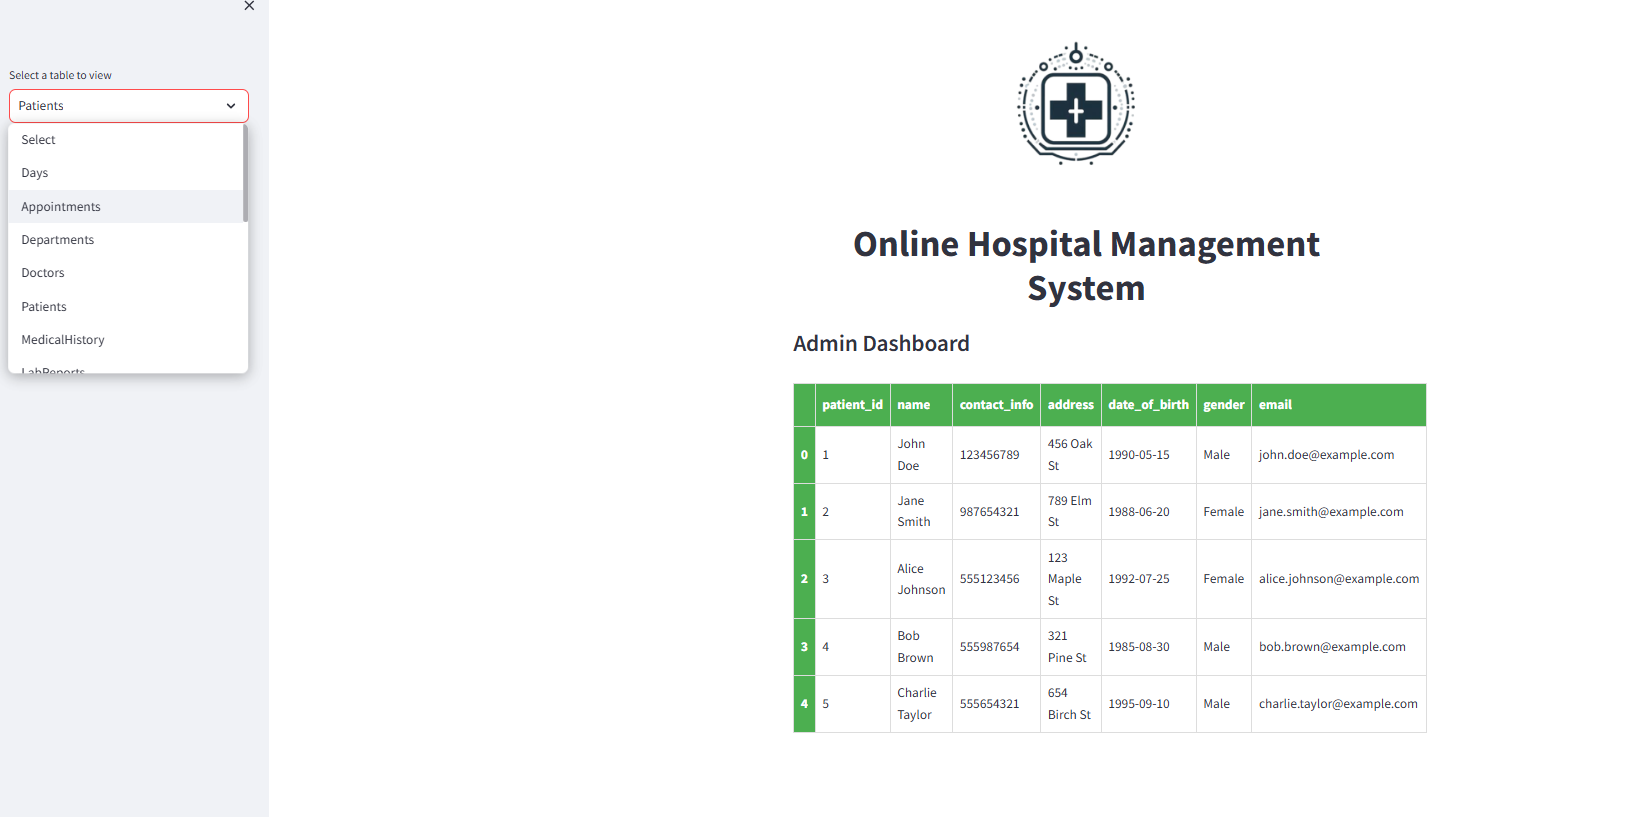 Select a table to view
Patients
Select
Days
Appointments
Departments
Doctors
Patients
MedicalHistory
LabReports
Online Hospital Management
System
Admin Dashboard
patient_id name contact_info address date_of_birth gender email
0 1 John Doe 123456789 456 Oak St 1990-05-15 Male john.doe@example.com
1 2 Jane Smith 987654321 789 Elm St 1988-06-20 Female jane.smith@example.com
2 3 Alice Johnson 555123456 123 Maple St 1992-07-25 Female alice.johnson@example.com
3 4 Bob Brown 555987654 321 Pine St 1985-08-30 Male bob.brown@example.com
4 5 Charlie Taylor 555654321 654 Birch St 1995-09-10 Male charlie.taylor@example.com